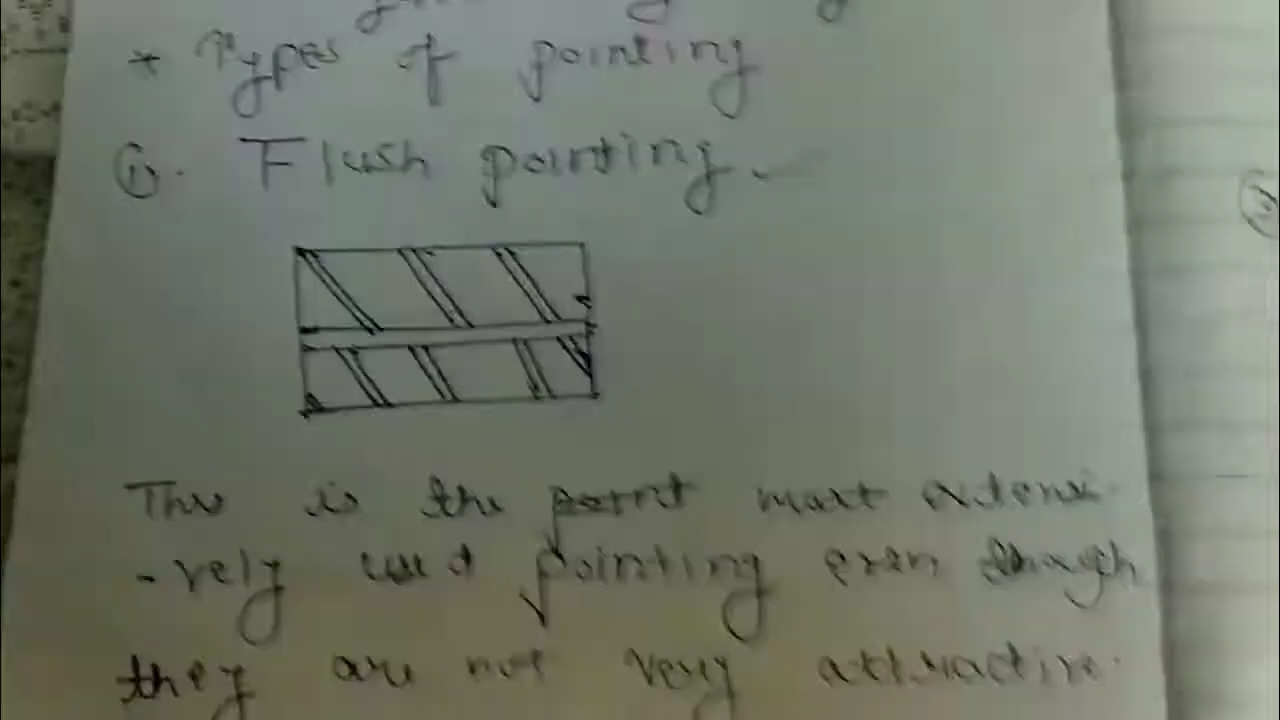 * Types of pointing
①. Flush pointing.
This is the point most extensi-
-vely used pointing even though
they are not very attractive.